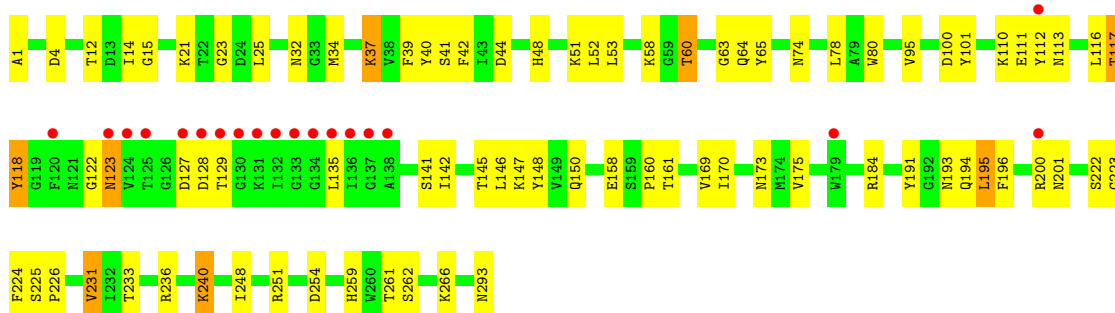 A1 D4 T12 D13 I14 G15 K21 T22 G23 D24 L25 N32 G33 M34 K37 V38 F39 Y40 S41 F42 I43 D44 H48 K51 L52 L53 K58 G59 T60 G63 Q64 Y65 N74 L78 A79 W80 V95 D100 Y101 K110 E111 Y112 N113 L116 T117
Y118 G119 F120 N121 G122 N123 V124 T125 G126 D127 D128 T129 G130 K131 I132 G133 G134 L135 I136 G137 A138 S141 I142 T145 L146 K147 Y148 V149 Q150 E158 S159 P160 T161 V169 I170 N173 M174 V175 W179 R184 Y191 G192 N193 Q194 L195 F196 R200 N201 S222
F224 S225 P226 V231 I232 T233 R236 K240 I248 R251 D254 H259 W260 T261 S262 K266 N293